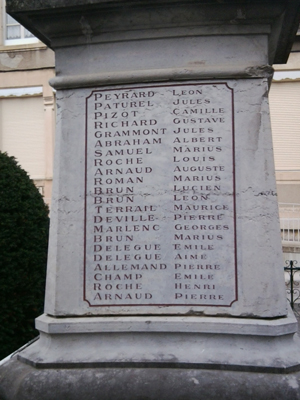 PEYRARD LEON
PATUREL JULES
PIZOT CAMILLE
RICHARD GUSTAVE
GRAMMONT JULES
ABRAHAM ALBERT
SAMUEL MARIUS
ROCHE LOUIS
ARNAUD AUGUSTE
ROMAN MARIUS
BRUN LUCIEN
BRUN LEON
TERRAIL MAURICE
DEVILLE PIERRE
MARLENC GEORGES
BRUN MARIUS
DELEGUE EMILE
DELEGUE AIME
ALLEMAND PIERRE
CHAMP EMILE
ROCHE HENRI
ARNAUD PIERRE